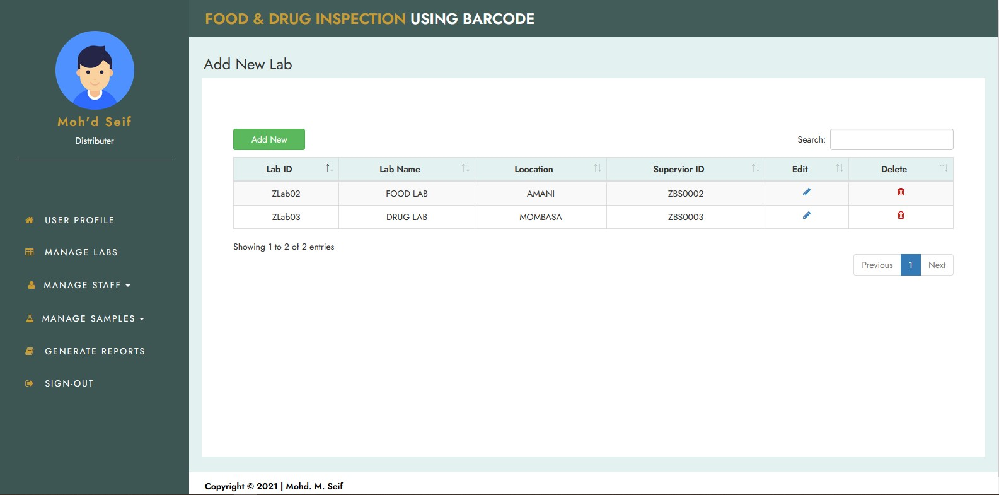 FOOD & DRUG INSPECTION USING BARCODE
Moh'd Seif
Distributer
USER PROFILE
MANAGE LABS
MANAGE STAFF
MANAGE SAMPLES
GENERATE REPORTS
SIGN-OUT
Add New Lab
Add New Search:
Lab ID Lab Name Loocation Supervior ID Edit Delete
ZLab02 FOOD LAB AMANI ZBS0002
ZLab03 DRUG LAB MOMBASA ZBS0003
Showing 1 to 2 of 2 entries
Previous 1 Next
Copyright © 2021 | Mohd. M. Seif